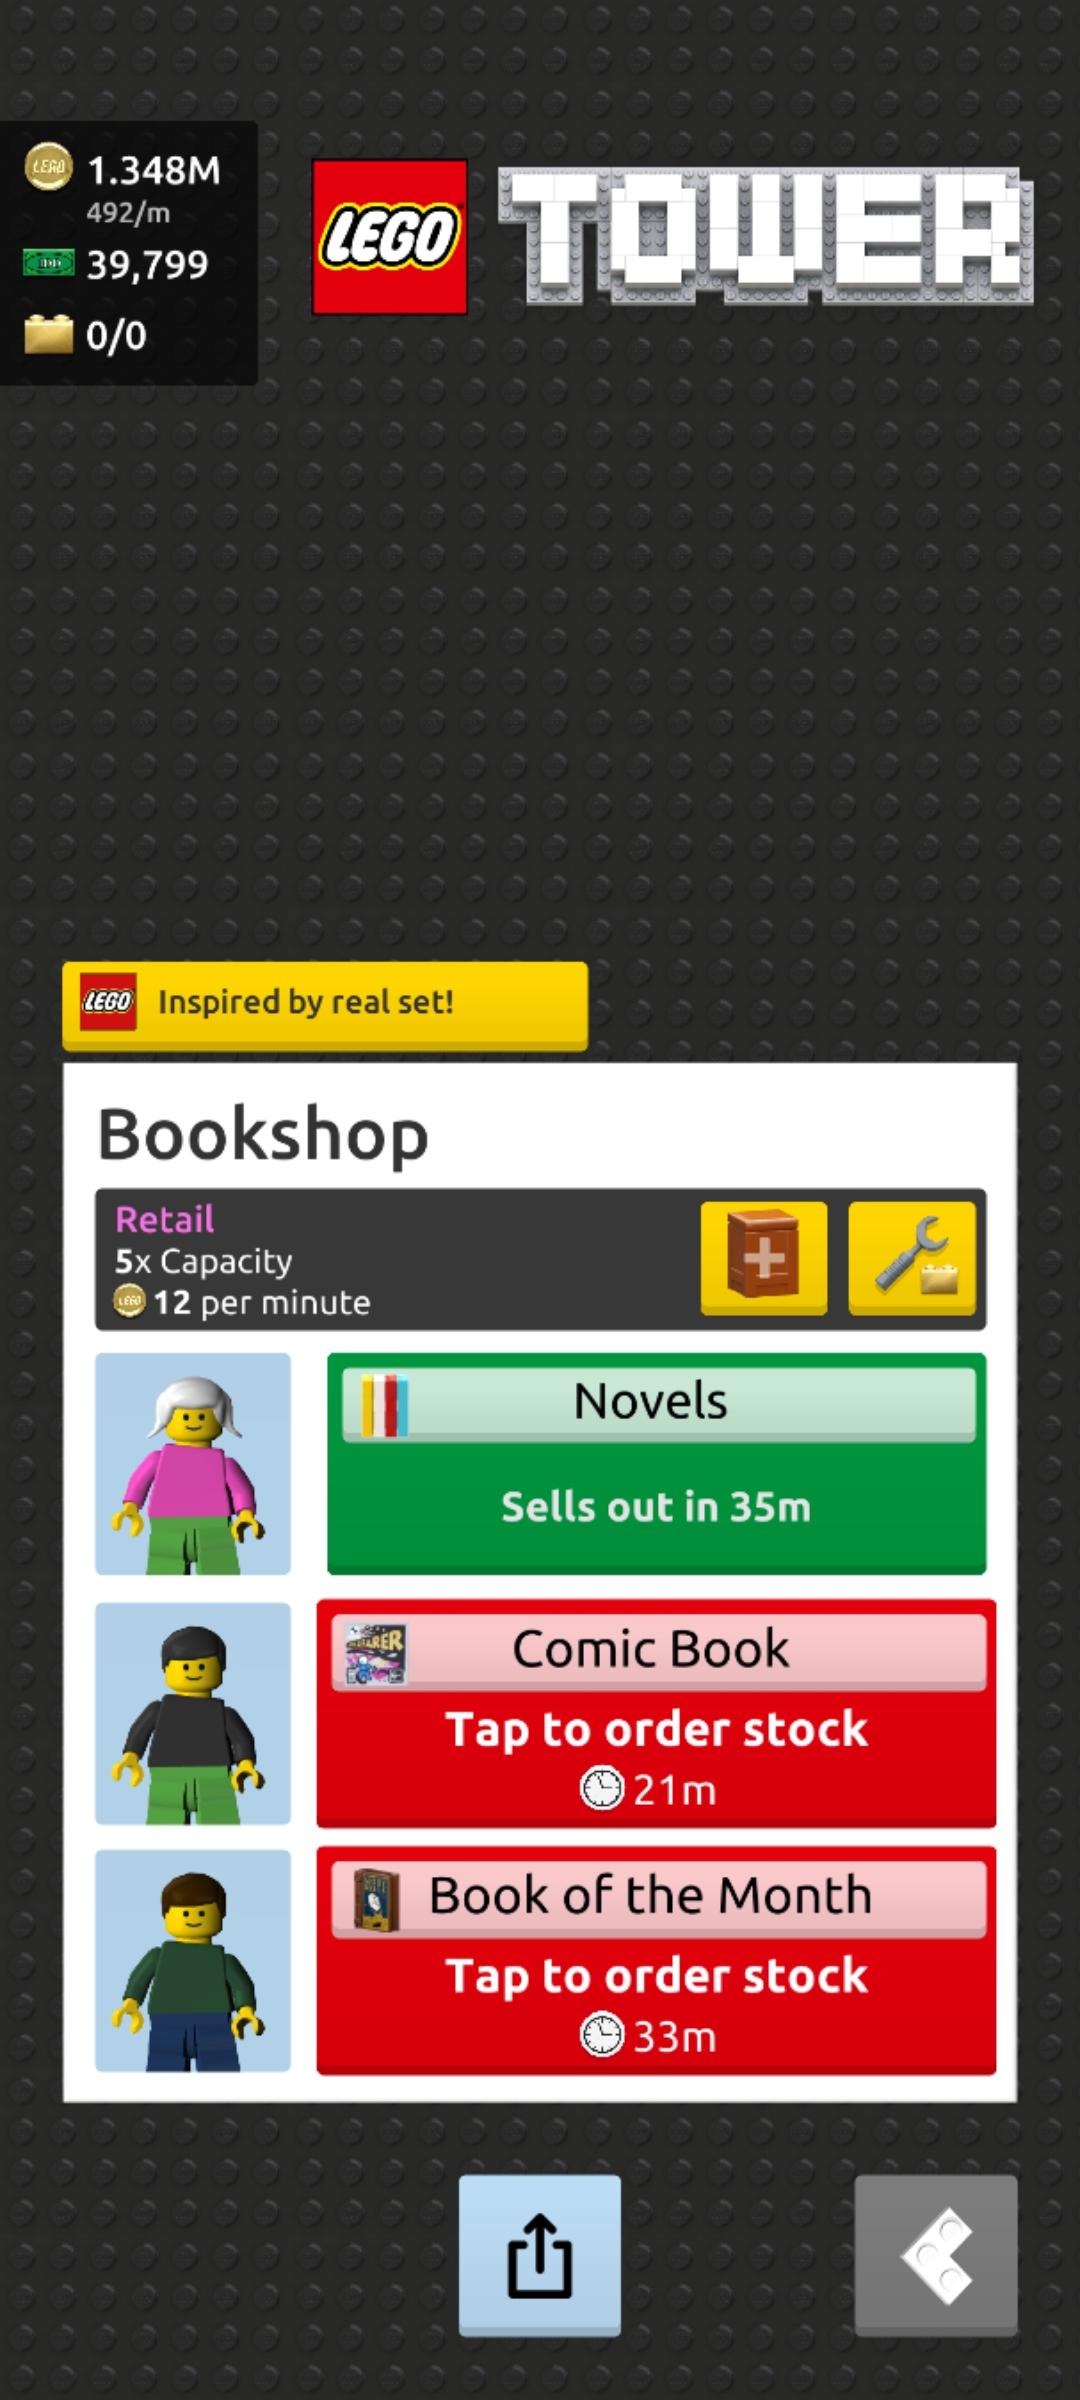 LEGO
1.348M
492/m
39,799
0/0
LEGO TOWER
LEGO Inspired by real set!
Bookshop
Retail
5x Capacity
LEGO 12 per minute
Novels
Sells out in 35m
Comic Book
Tap to order stock
21m
Book of the Month
Tap to order stock
33m